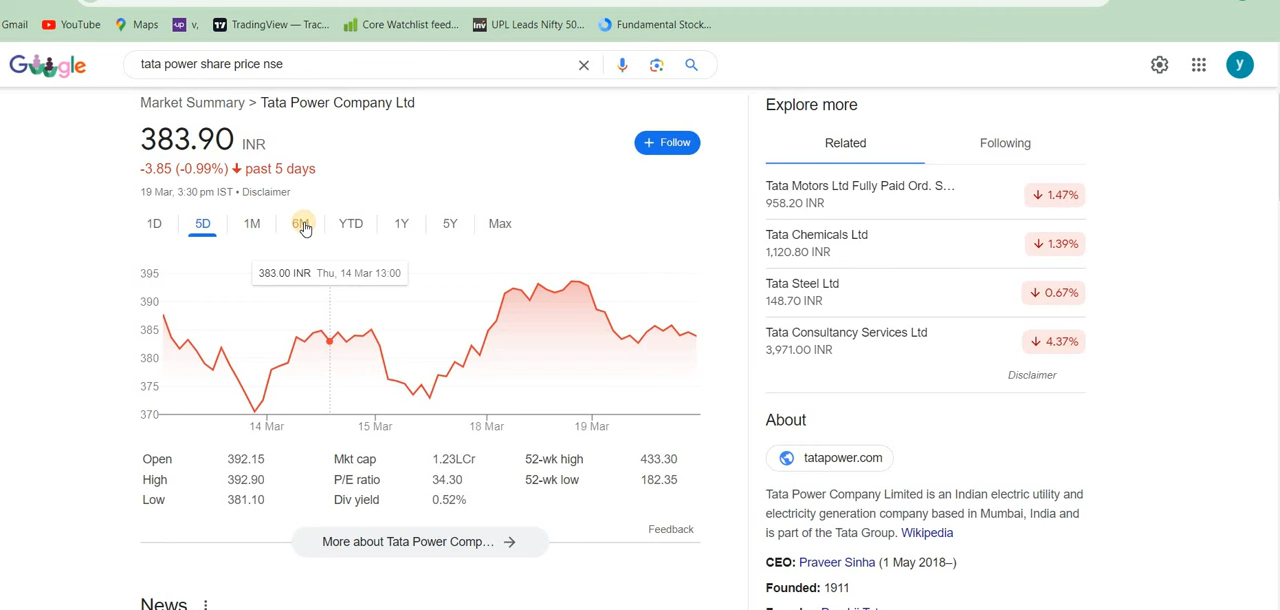 Gmail YouTube Maps v, TradingView — Trac... Core Watchlist feed... UPL Leads Nifty 50... Fundamental Stock...
Google
tata power share price nse
y
Market Summary > Tata Power Company Ltd
383.90 INR
+ Follow
-3.85 (-0.99%) ↓ past 5 days
19 Mar, 3:30 pm IST • Disclaimer
1D 5D 1M 6M YTD 1Y 5Y Max
383.00 INR Thu, 14 Mar 13:00
395
390
385
380
375
370
14 Mar 15 Mar 18 Mar 19 Mar
Open 392.15 Mkt cap 1.23LCr 52-wk high 433.30
High 392.90 P/E ratio 34.30 52-wk low 182.35
Low 381.10 Div yield 0.52%
Feedback
More about Tata Power Comp... →
News
Explore more
Related Following
Tata Motors Ltd Fully Paid Ord. S...
958.20 INR
↓ 1.47%
Tata Chemicals Ltd
1,120.80 INR
↓ 1.39%
Tata Steel Ltd
148.70 INR
↓ 0.67%
Tata Consultancy Services Ltd
3,971.00 INR
↓ 4.37%
Disclaimer
About
tatapower.com
Tata Power Company Limited is an Indian electric utility and
electricity generation company based in Mumbai, India and
is part of the Tata Group. Wikipedia
CEO: Praveer Sinha (1 May 2018–)
Founded: 1911